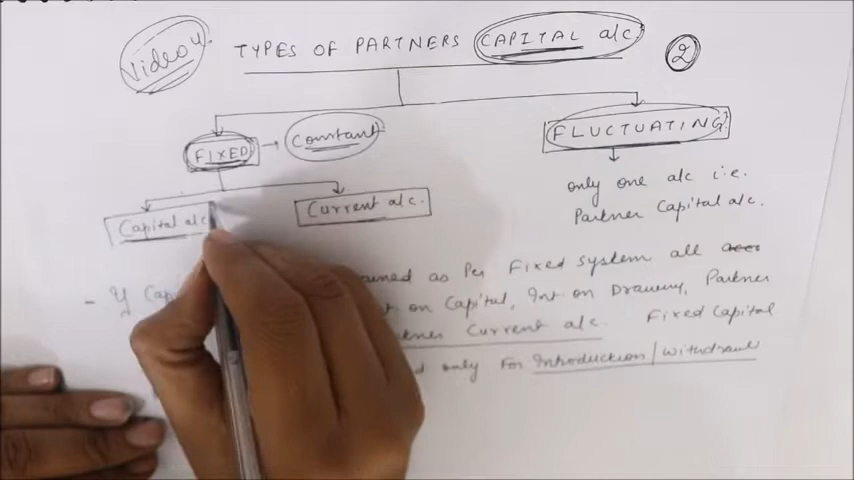 Video 4
TYPES OF PARTNERS CAPITAL a/c.
2
FIXED → Constant
FLUCTUATING?
Capital a/c
Current a/c.
only one a/c i.e.
Partner Capital a/c.
- If Cap as Per Fixed system all
on Capital, Int on Drawing, Partner
Current a/c. Fixed Capital
only For Introduction/withdrawl